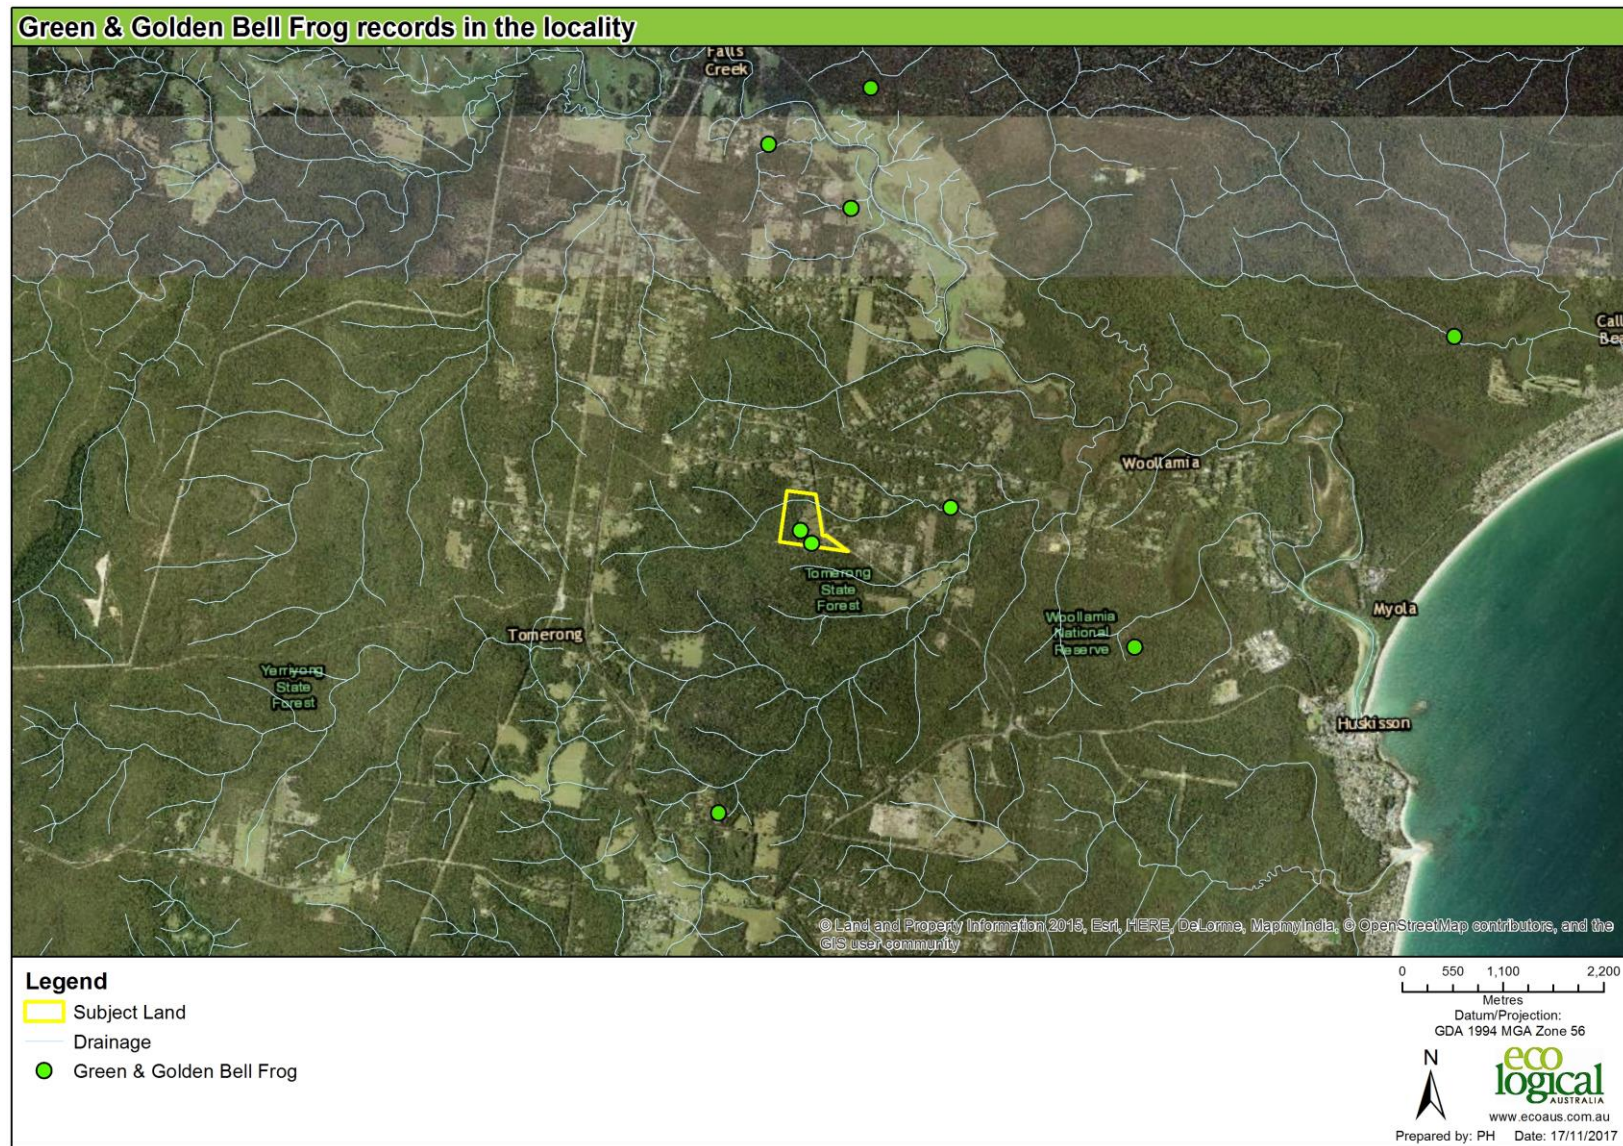 Green & Golden Bell Frog records in the locality
Falls
Creek
Call
Bea
Woollamia
Tomerong
State
Forest
Myola
Woollamia
National
Reserve
Tomerong
Yerriyong
State
Forest
Huskisson
© Land and Property Information 2015, Esri, HERE, DeLorme, MapmyIndia, © OpenStreetMap contributors, and the
GIS user community
Legend
Subject Land
Drainage
Green & Golden Bell Frog
0 550 1,100 2,200
Metres
Datum/Projection:
GDA 1994 MGA Zone 56
N
eco
logical
AUSTRALIA
www.ecoaus.com.au
Prepared by: PH Date: 17/11/2017